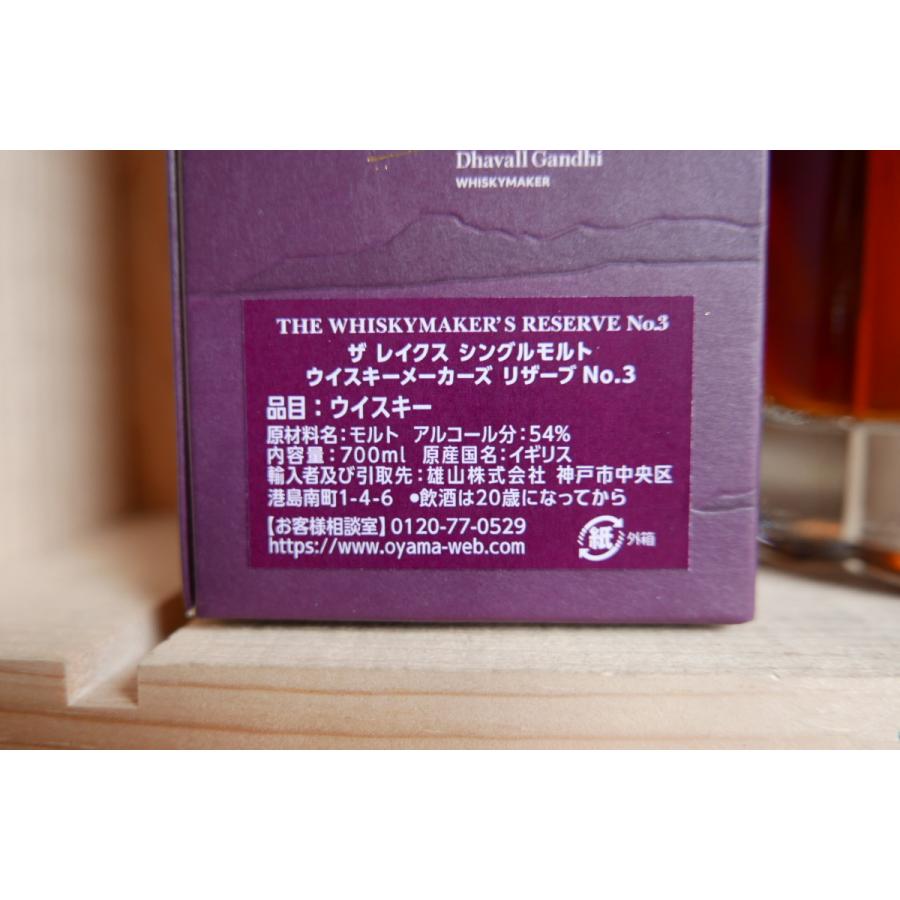 Dhavall Gandhi
WHISKYMAKER
THE WHISKYMAKER'S RESERVE No.3
ザ レイクス シングルモルト
ウイスキーメーカーズ リザーブ No.3
品目：ウイスキー
原材料名：モルト アルコール分：54%
内容量：700ml 原産国名：イギリス
輸入者及び引取先：雄山株式会社 神戸市中央区
港島南町1-4-6 ●飲酒は20歳になってから
【お客様相談室】0120-77-0529
https://www.oyama-web.com
紙 外箱